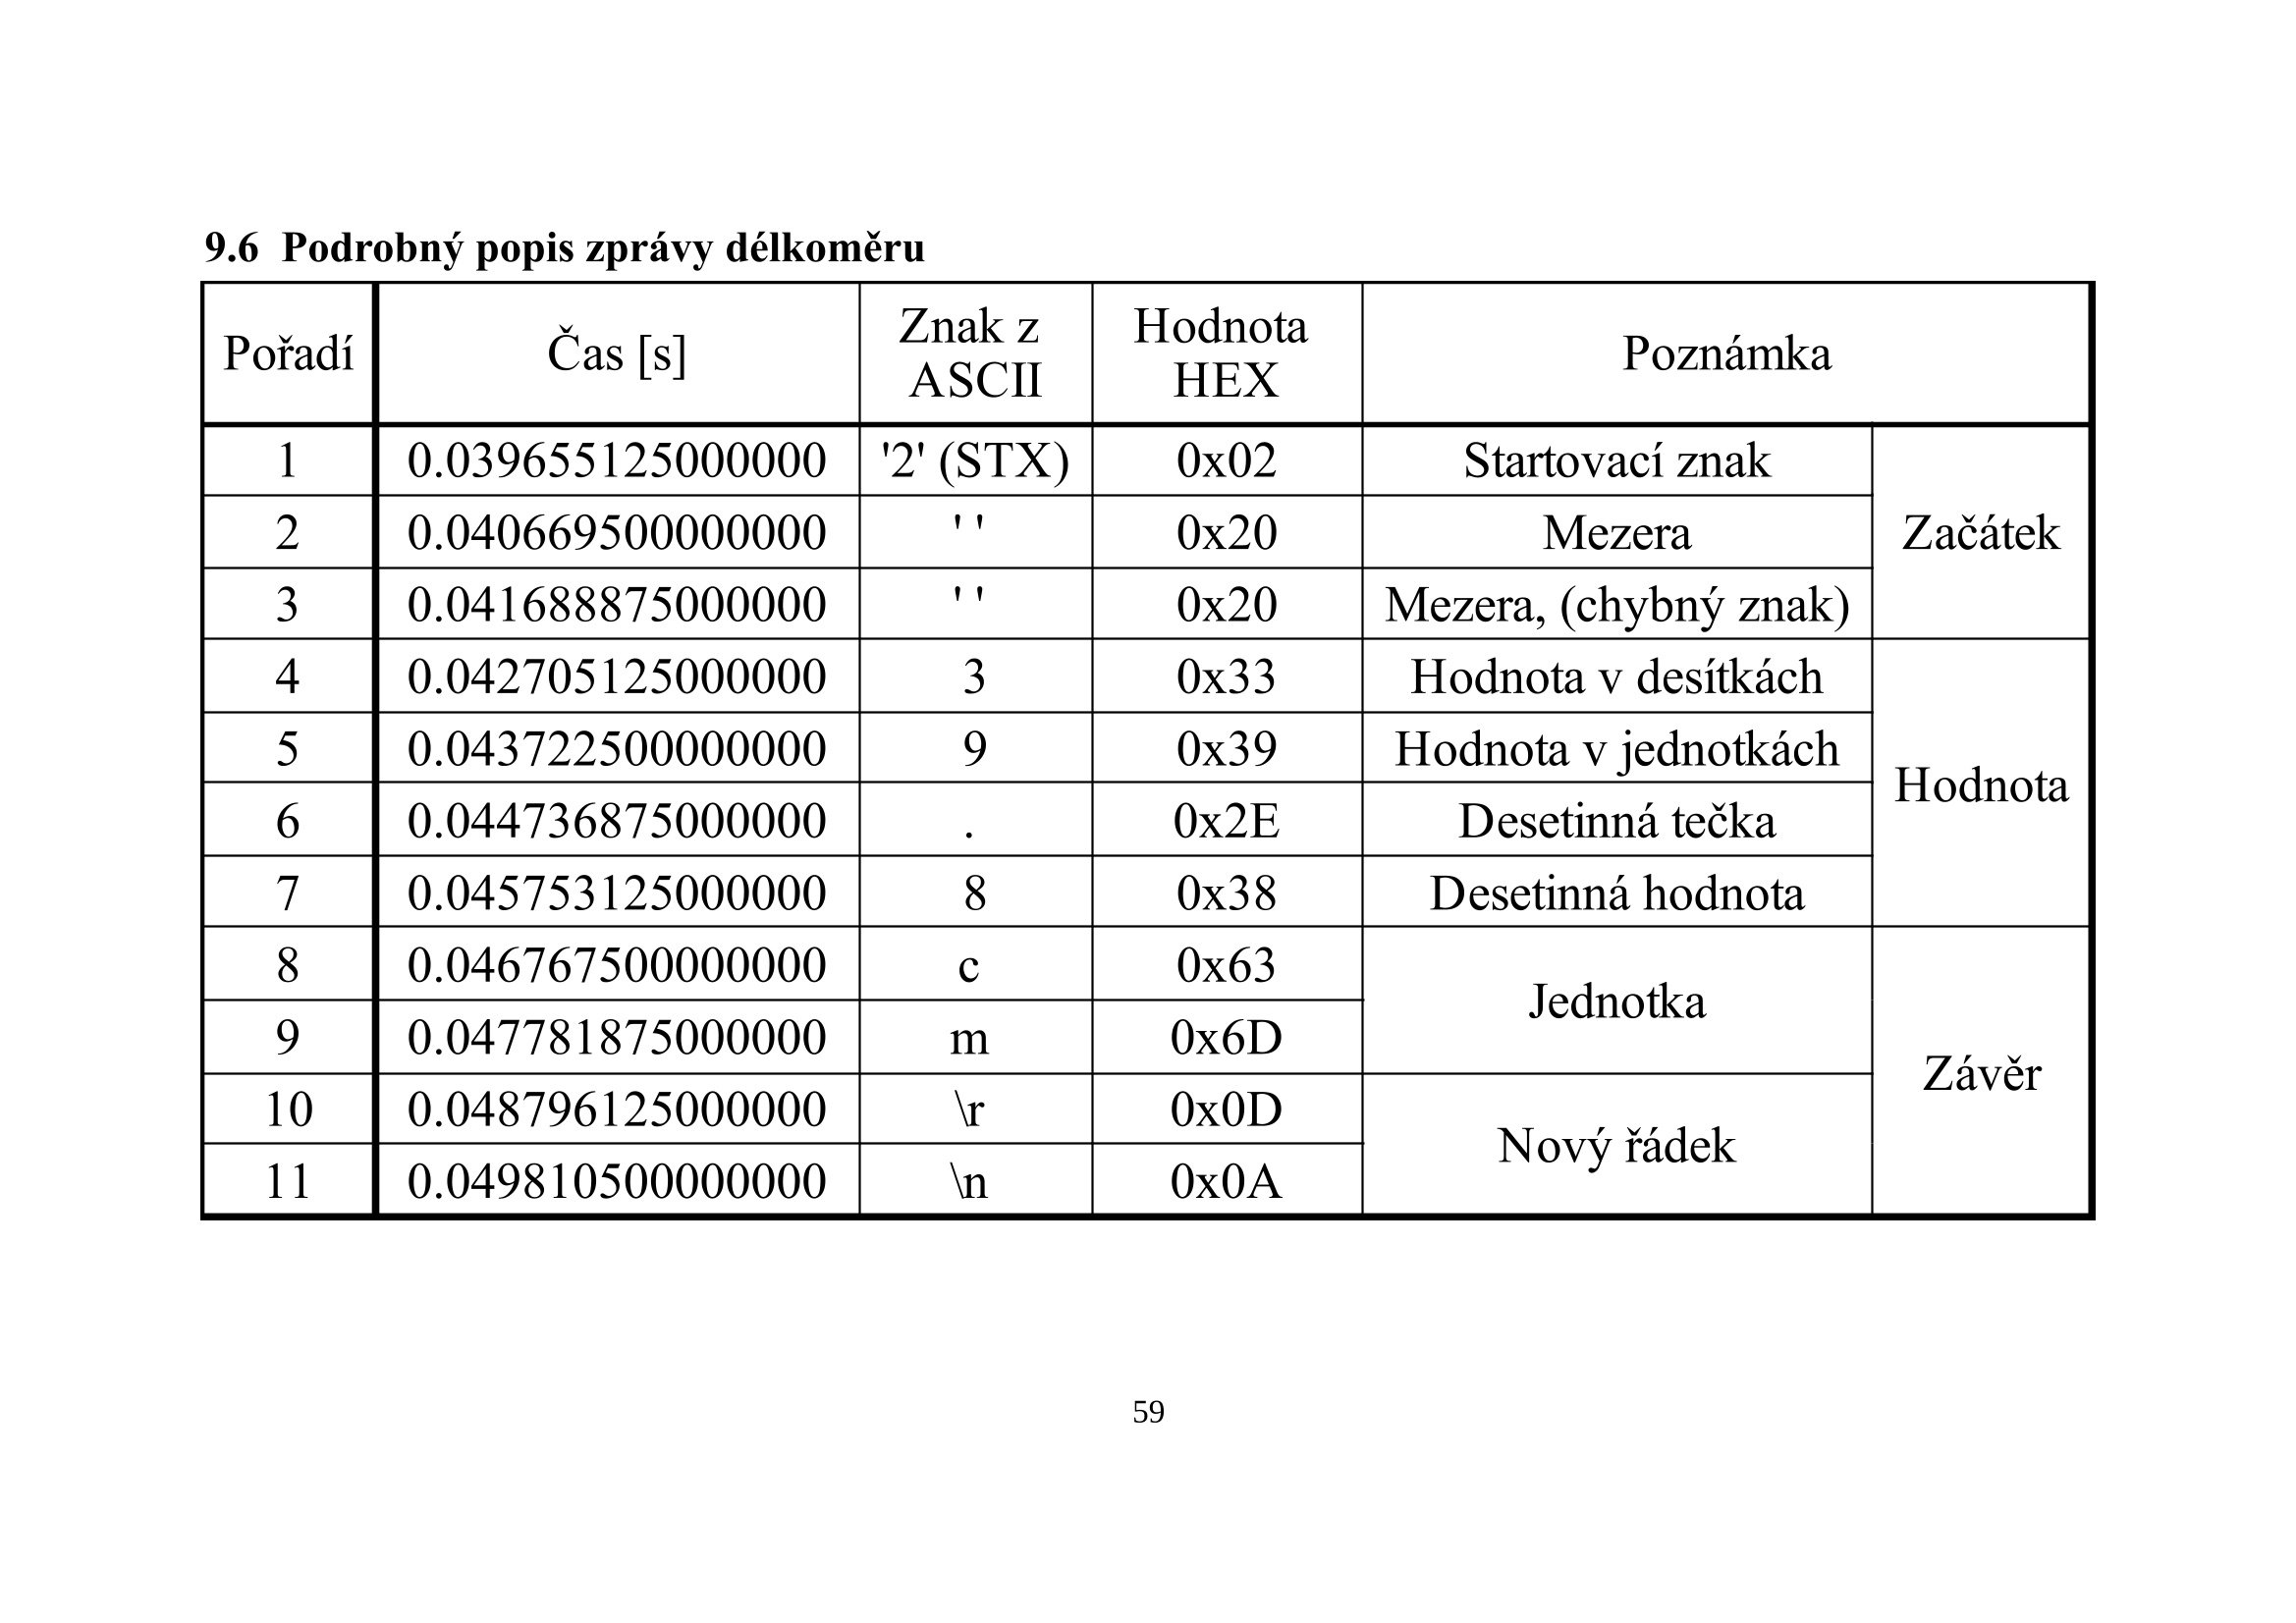 9.6 Podrobný popis zprávy délkoměru
Pořadí Čas [s] Znak z ASCII Hodnota HEX Poznámka
1 0.039655125000000 '2' (STX) 0x02 Startovací znak Začátek
2 0.040669500000000 ' ' 0x20 Mezera
3 0.041688875000000 ' ' 0x20 Mezera, (chybný znak)
4 0.042705125000000 3 0x33 Hodnota v desítkách Hodnota
5 0.043722500000000 9 0x39 Hodnota v jednotkách
6 0.044736875000000 . 0x2E Desetinná tečka
7 0.045753125000000 8 0x38 Desetinná hodnota
8 0.046767500000000 c 0x63 Jednotka Závěr
9 0.047781875000000 m 0x6D
10 0.048796125000000 \r 0x0D Nový řádek
11 0.049810500000000 \n 0x0A
59